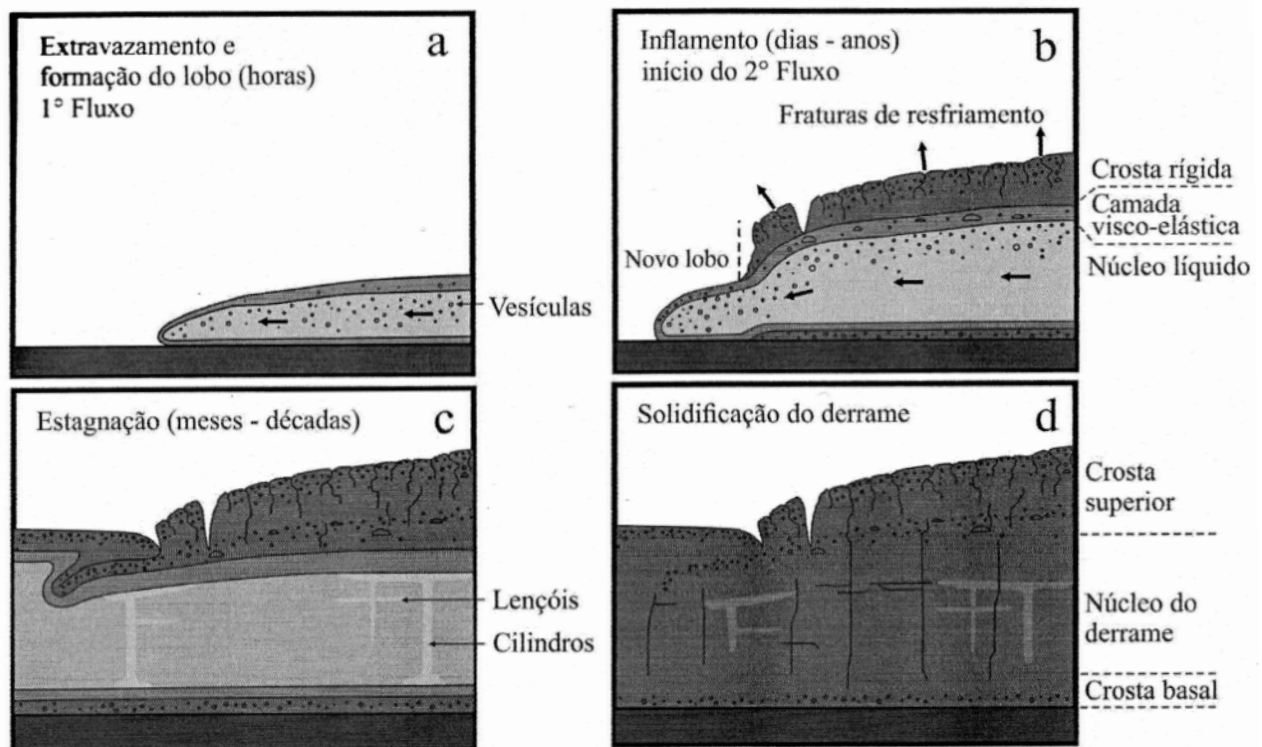 Extravazamento e
formação do lobo (horas)
1° Fluxo
a
Vesículas
Inflamento (dias - anos)
início do 2° Fluxo
b
Fraturas de resfriamento
Novo lobo
Crosta rígida
Camada
visco-elástica
Núcleo líquido
Estagnação (meses - décadas)
c
Lençóis
Cilindros
Solidificação do derrame
d
Crosta
superior
Núcleo do
derrame
Crosta basal